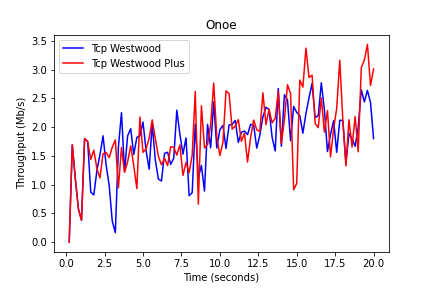 Onoe
Tcp Westwood
Tcp Westwood Plus
Throughput (Mb/s)
3.5
3.0
2.5
2.0
1.5
1.0
0.5
0.0
0.0 2.5 5.0 7.5 10.0 12.5 15.0 17.5 20.0
Time (seconds)